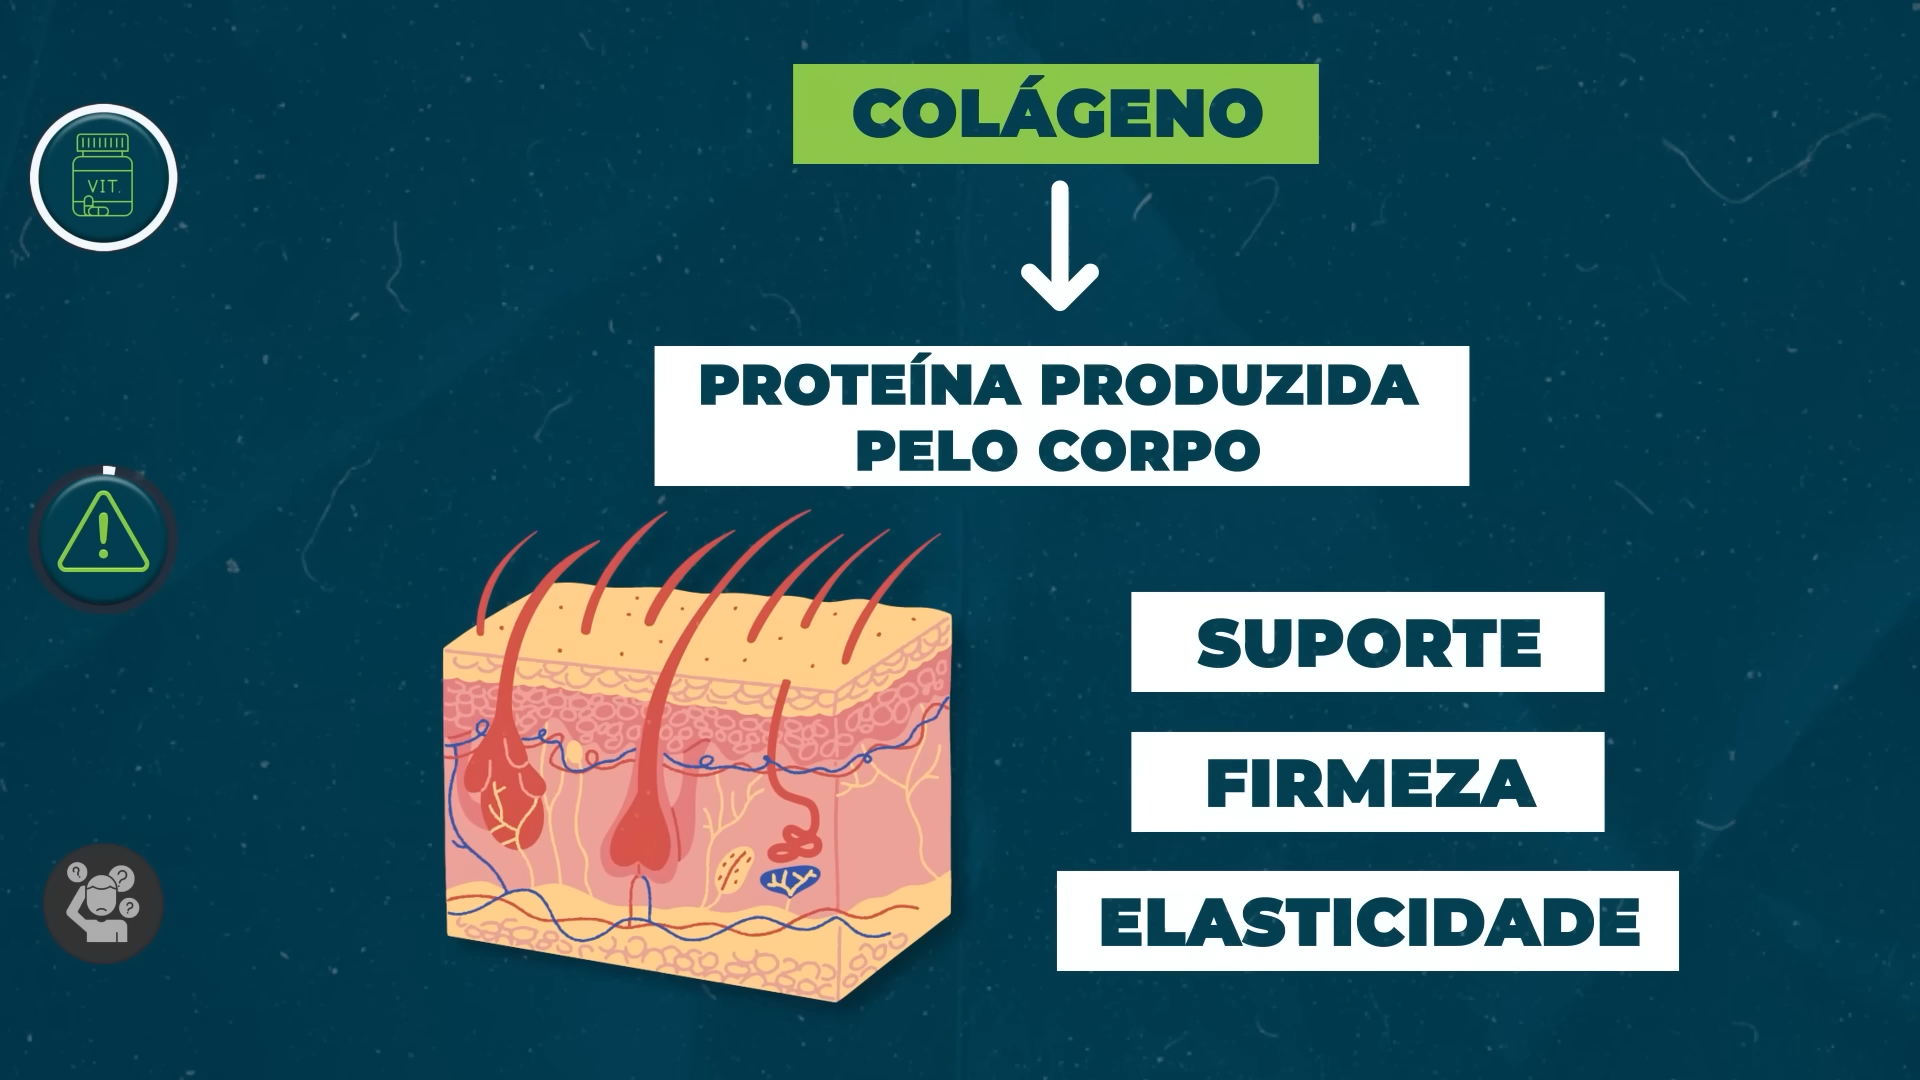 COLÁGENO
VIT.
PROTEÍNA PRODUZIDA
PELO CORPO
SUPORTE
FIRMEZA
ELASTICIDADE
? ? ?